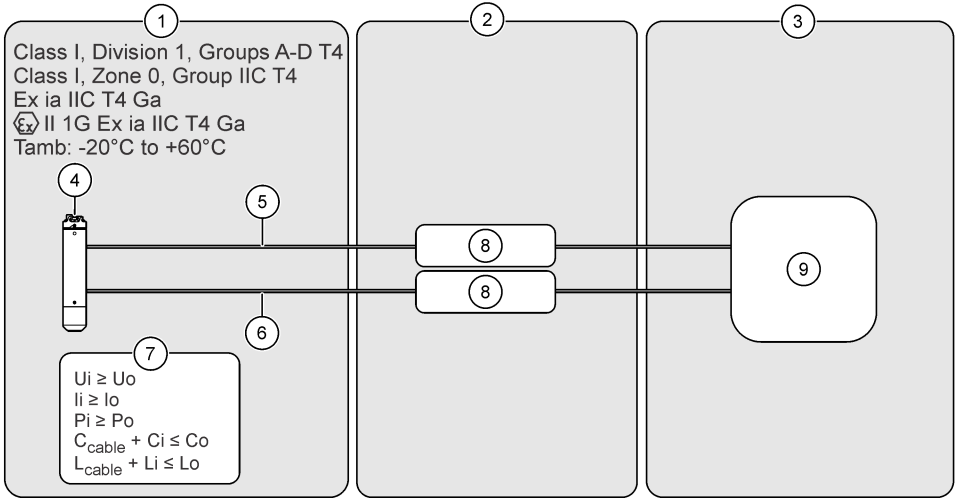 1
2
3
Class I, Division 1, Groups A-D T4
Class I, Zone 0, Group IIC T4
Ex ia IIC T4 Ga
Ex II 1G Ex ia IIC T4 Ga
Tamb: -20°C to +60°C
4
5
8
9
8
6
7
Ui ≥ Uo
Ii ≥ Io
Pi ≥ Po
Ccable + Ci ≤ Co
Lcable + Li ≤ Lo